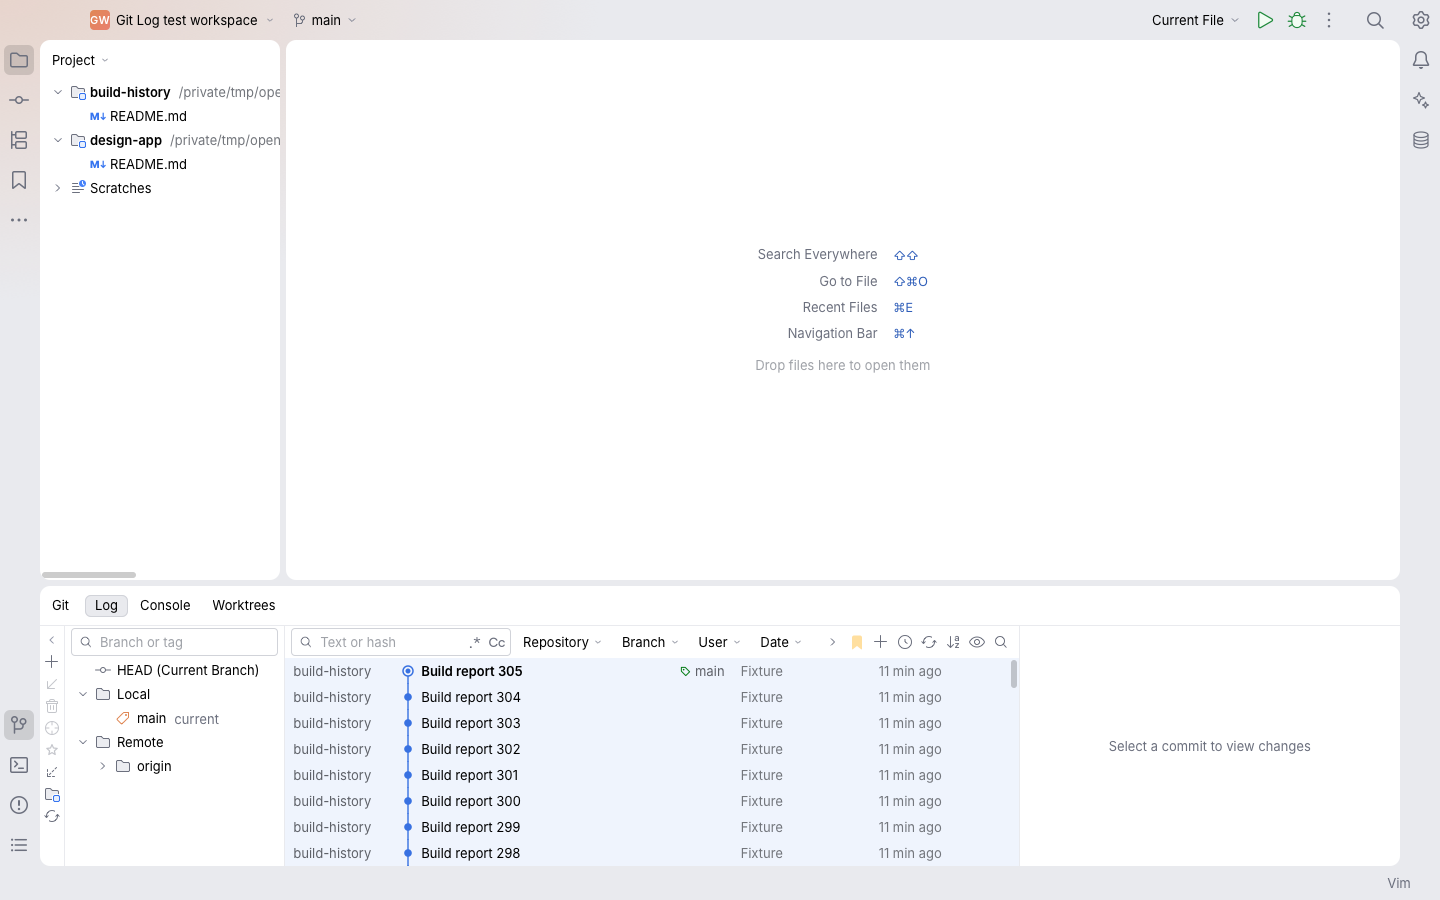 GW Git Log test workspace main Current File
Project
build-history /private/tmp/ope
M↓ README.md
design-app /private/tmp/open
M↓ README.md
Scratches
Search Everywhere ⇧⇧
Go to File ⇧⌘O
Recent Files ⌘E
Navigation Bar ⌘↑
Drop files here to open them
Git Log Console Worktrees
Branch or tag
HEAD (Current Branch)
Local
main current
Remote
origin
Text or hash .* Cc Repository Branch User Date
build-history Build report 305 main Fixture 11 min ago
build-history Build report 304 Fixture 11 min ago
build-history Build report 303 Fixture 11 min ago
build-history Build report 302 Fixture 11 min ago
build-history Build report 301 Fixture 11 min ago
build-history Build report 300 Fixture 11 min ago
build-history Build report 299 Fixture 11 min ago
build-history Build report 298 Fixture 11 min ago
Select a commit to view changes
Vim